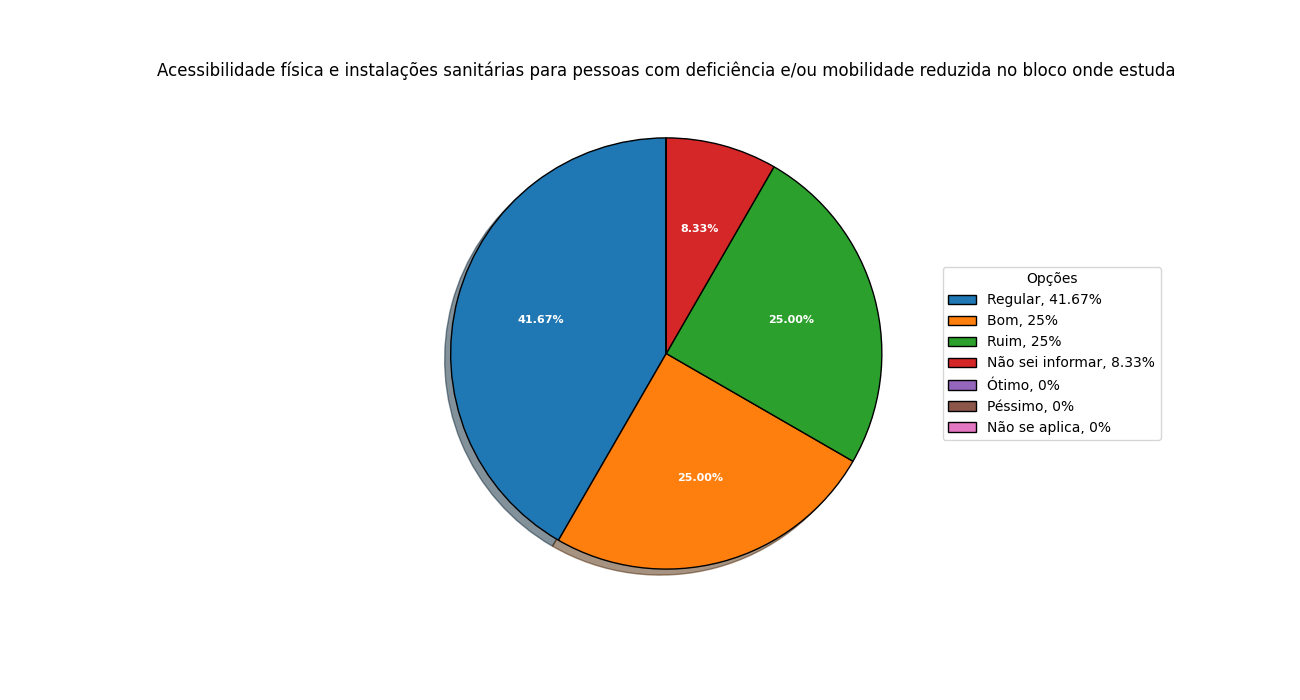 Acessibilidade física e instalações sanitárias para pessoas com deficiência e/ou mobilidade reduzida no bloco onde estuda
8.33%
41.67%
25.00%
25.00%
Opções
Regular, 41.67%
Bom, 25%
Ruim, 25%
Não sei informar, 8.33%
Ótimo, 0%
Péssimo, 0%
Não se aplica, 0%